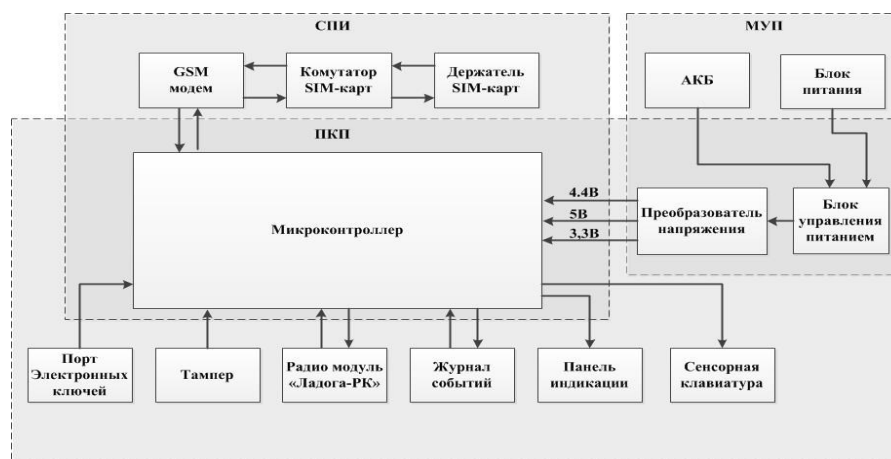 СПИ
МУП
GSM
модем
Комутатор
SIM-карт
Держатель
SIM-карт
АКБ
Блок
питания
ПКП
Микроконтроллер
4.4В
5В
3,3В
Преобразователь
напряжения
Блок
управления
питанием
Порт
Электронных
ключей
Тампер
Радио модуль
«Ладога-РК»
Журнал
событий
Панель
индикации
Сенсорная
клавиатура